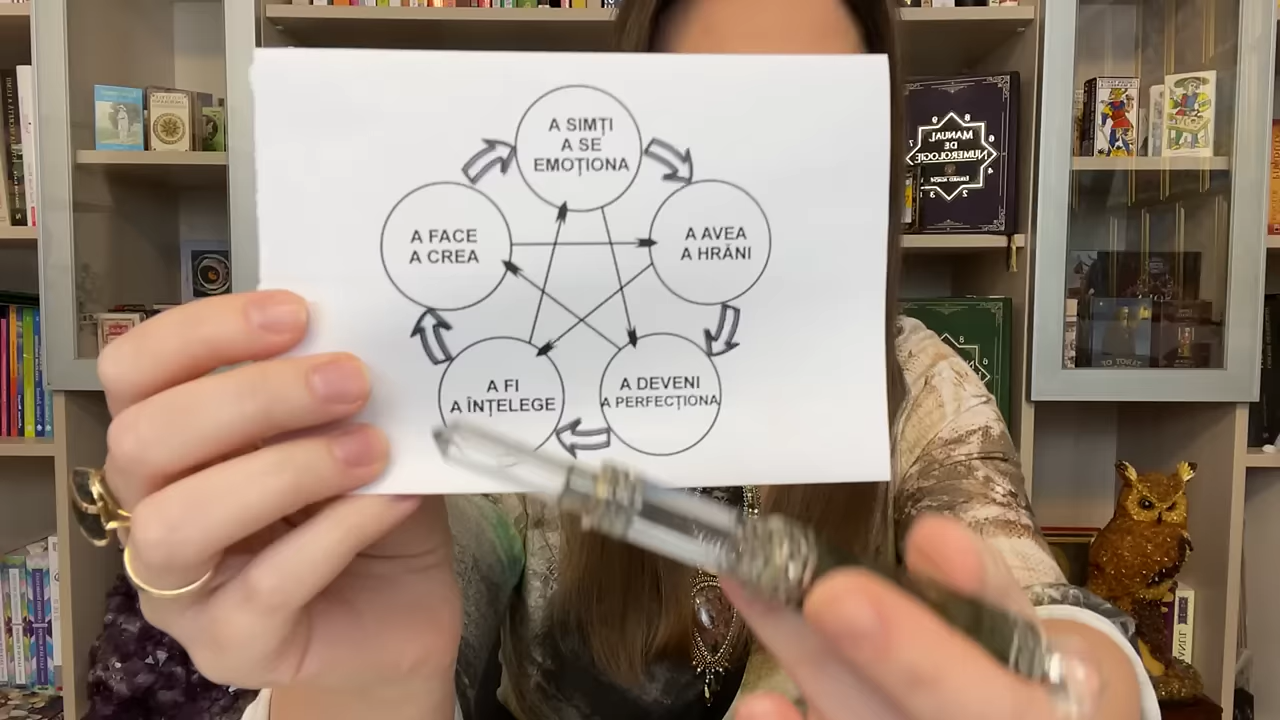 A SIMȚI
A SE
EMOȚIONA
A FACE
A CREA
A AVEA
A HRĂNI
A FI
A ÎNȚELEGE
A DEVENI
A PERFECȚIONA
MANUAL
DE
NUMEROLOGIE